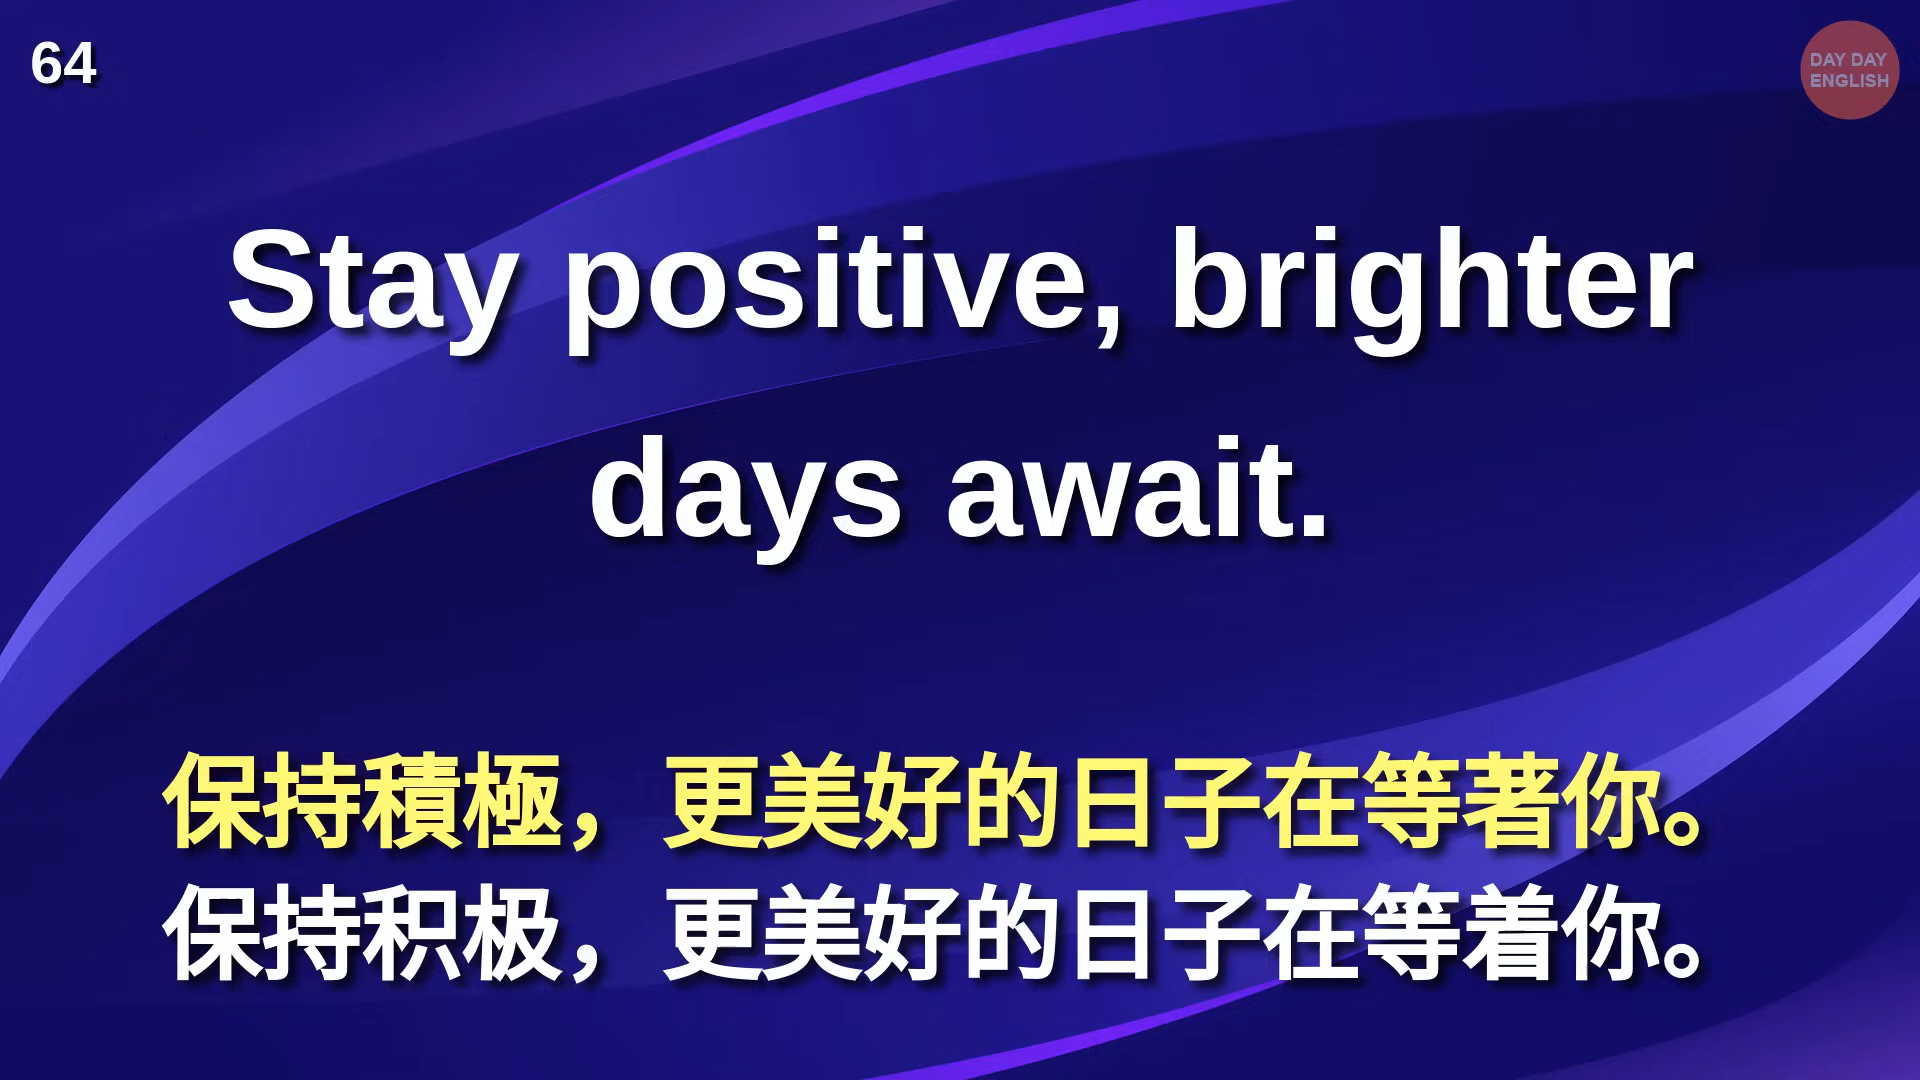 64
DAY DAY
ENGLISH
Stay positive, brighter
days await.
保持積極，更美好的日子在等著你。
保持积极，更美好的日子在等着你。